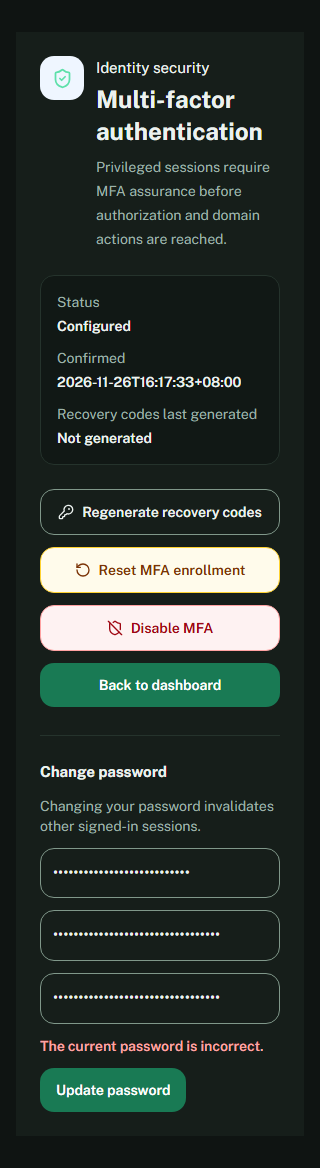 Identity security
Multi-factor
authentication
Privileged sessions require
MFA assurance before
authorization and domain
actions are reached.
Status
Configured
Confirmed
2026-11-26T16:17:33+08:00
Recovery codes last generated
Not generated
Regenerate recovery codes
Reset MFA enrollment
Disable MFA
Back to dashboard
Change password
Changing your password invalidates
other signed-in sessions.
The current password is incorrect.
Update password